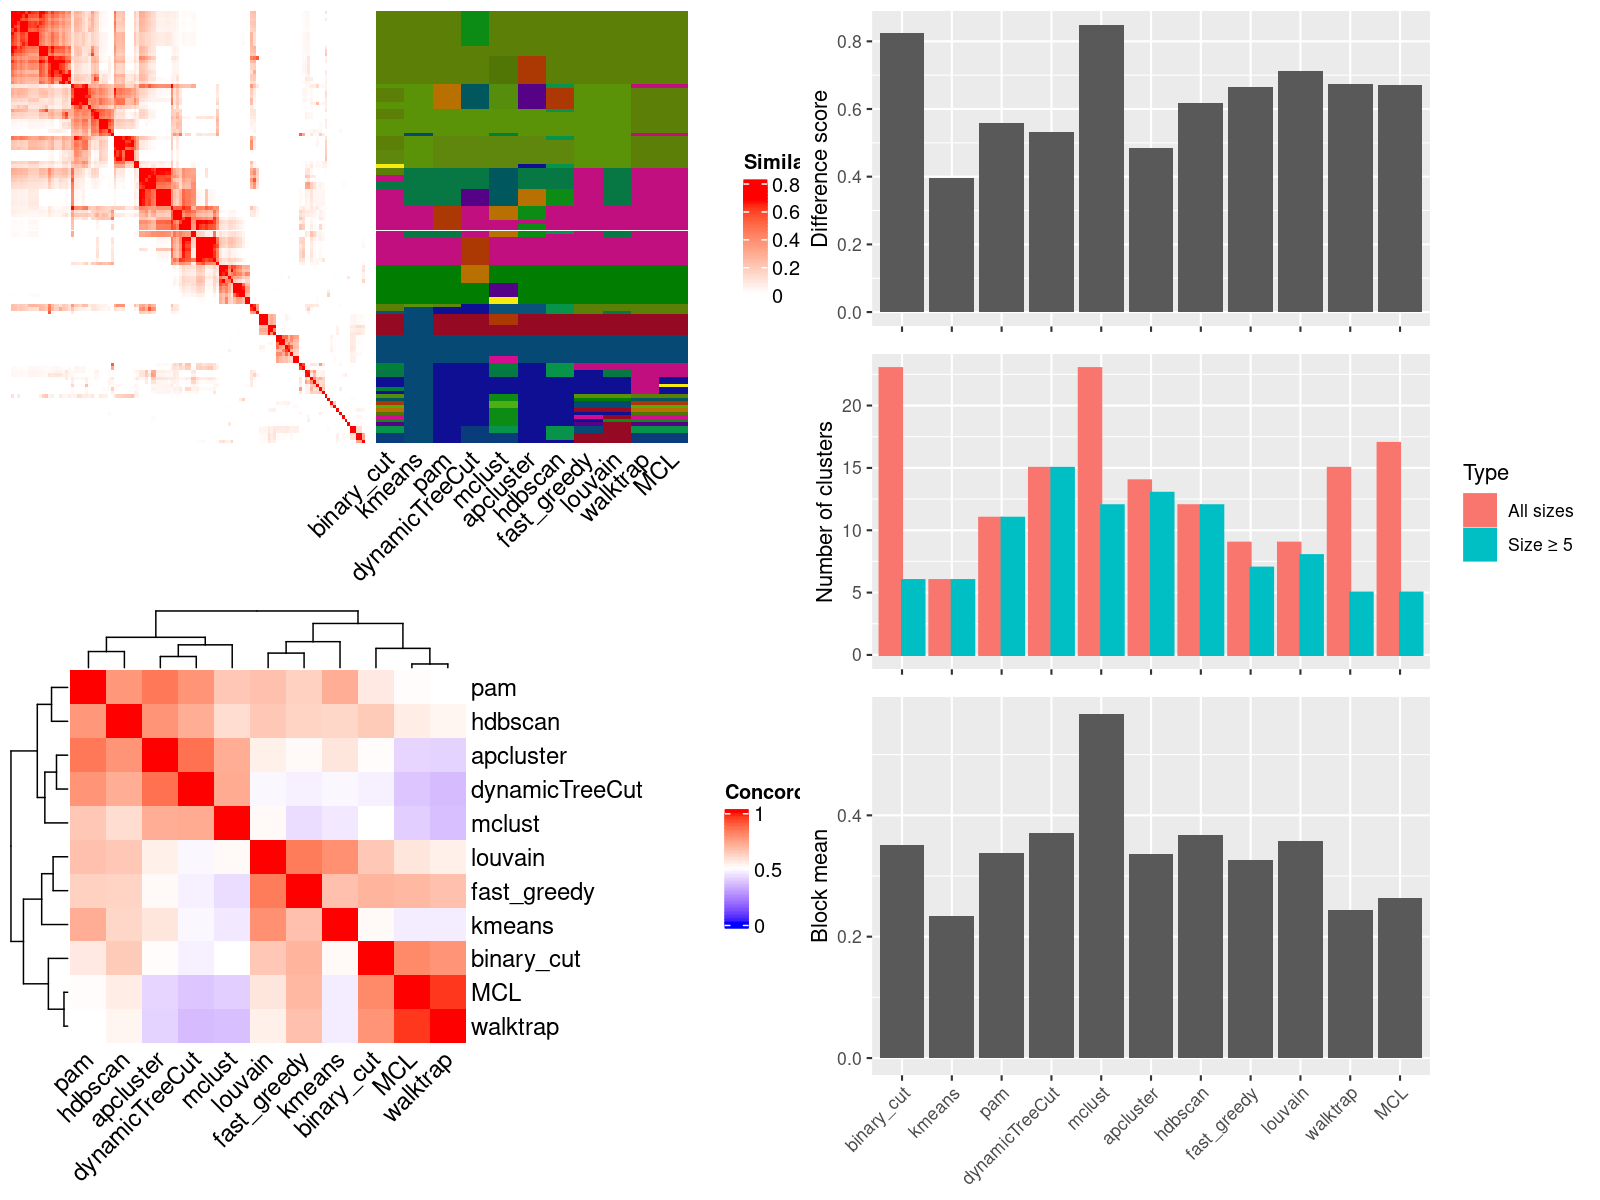 Simila
0.8
0.6
0.4
0.2
0
binary_cut
kmeans
pam
dynamicTreeCut
mclust
apcluster
hdbscan
fast_greedy
louvain
walktrap
MCL
pam
hdbscan
apcluster
dynamicTreeCut
mclust
louvain
fast_greedy
kmeans
binary_cut
MCL
walktrap
pam
hdbscan
apcluster
dynamicTreeCut
mclust
louvain
fast_greedy
kmeans
binary_cut
MCL
walktrap
Concord
1
0.5
0
Difference score
0.8
0.6
0.4
0.2
0.0
Number of clusters
20
15
10
5
0
Type
All sizes
Size ≥ 5
Block mean
0.4
0.2
0.0
binary_cut
kmeans
pam
dynamicTreeCut
mclust
apcluster
hdbscan
fast_greedy
louvain
walktrap
MCL